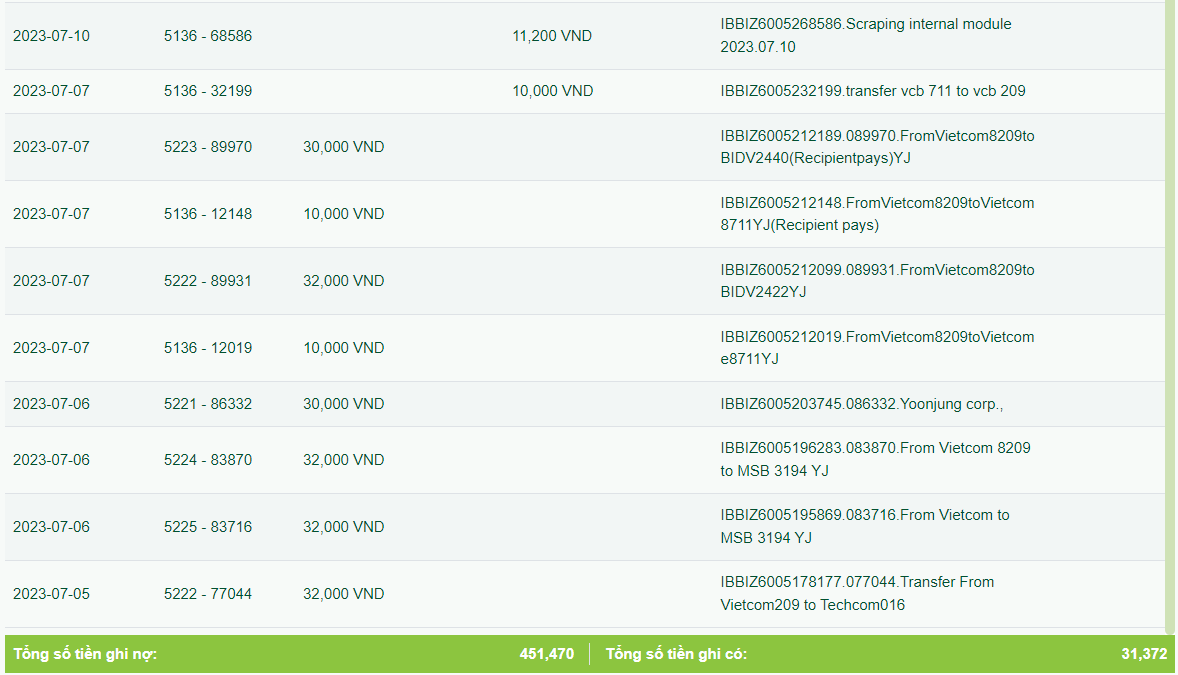 IBBIZ6005268586.Scraping internal module
2023-07-10 5136 - 68586 11,200 VND
2023.07.10
2023-07-07 5136 - 32199 10,000 VND IBBIZ6005232199.transfer vcb 711 to vcb 209
IBBIZ6005212189.089970.FromVietcom8209to
2023-07-07 5223 - 89970 30,000 VND
BIDV2440(Recipientpays)YJ
IBBIZ6005212148.FromVietcom8209toVietcom
2023-07-07 5136 - 12148 10,000 VND
8711YJ(Recipient pays)
IBBIZ6005212099.089931.FromVietcom8209to
2023-07-07 5222 - 89931 32,000 VND
BIDV2422YJ
IBBIZ6005212019.FromVietcom8209toVietcom
2023-07-07 5136 - 12019 10,000 VND
e8711YJ
2023-07-06 5221 - 86332 30,000 VND IBBIZ6005203745.086332.Yoonjung corp.,
IBBIZ6005196283.083870.From Vietcom 8209
2023-07-06 5224 - 83870 32,000 VND
to MSB 3194 YJ
IBBIZ6005195869.083716.From Vietcom to
2023-07-06 5225 - 83716 32,000 VND
MSB 3194 YJ
IBBIZ6005178177.077044.Transfer From
2023-07-05 5222 - 77044 32,000 VND
Vietcom209 to Techcom016
Tổng số tiền ghi nợ: 451,470 Tổng số tiền ghi có: 31,372